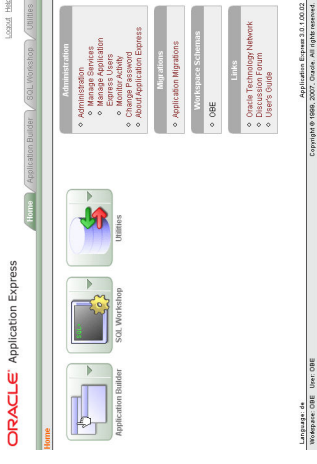 ORACLE Application Express
Logout Help
Home Application Builder SQL Workshop Utilities
Home
Application Builder
SQL Workshop
Utilities
Administration
Administration
Manage Services
Manage Application
Express Users
Monitor Activity
Change Password
About Application Express
Migrations
Application Migrations
Workspace Schemas
OBE
Links
Oracle Technology Network
Discussion Forum
User's Guide
Language: de
Application Express 3.0.1.00.02
Workspace: OBE User: OBE
Copyright © 1999, 2007, Oracle. All rights reserved.